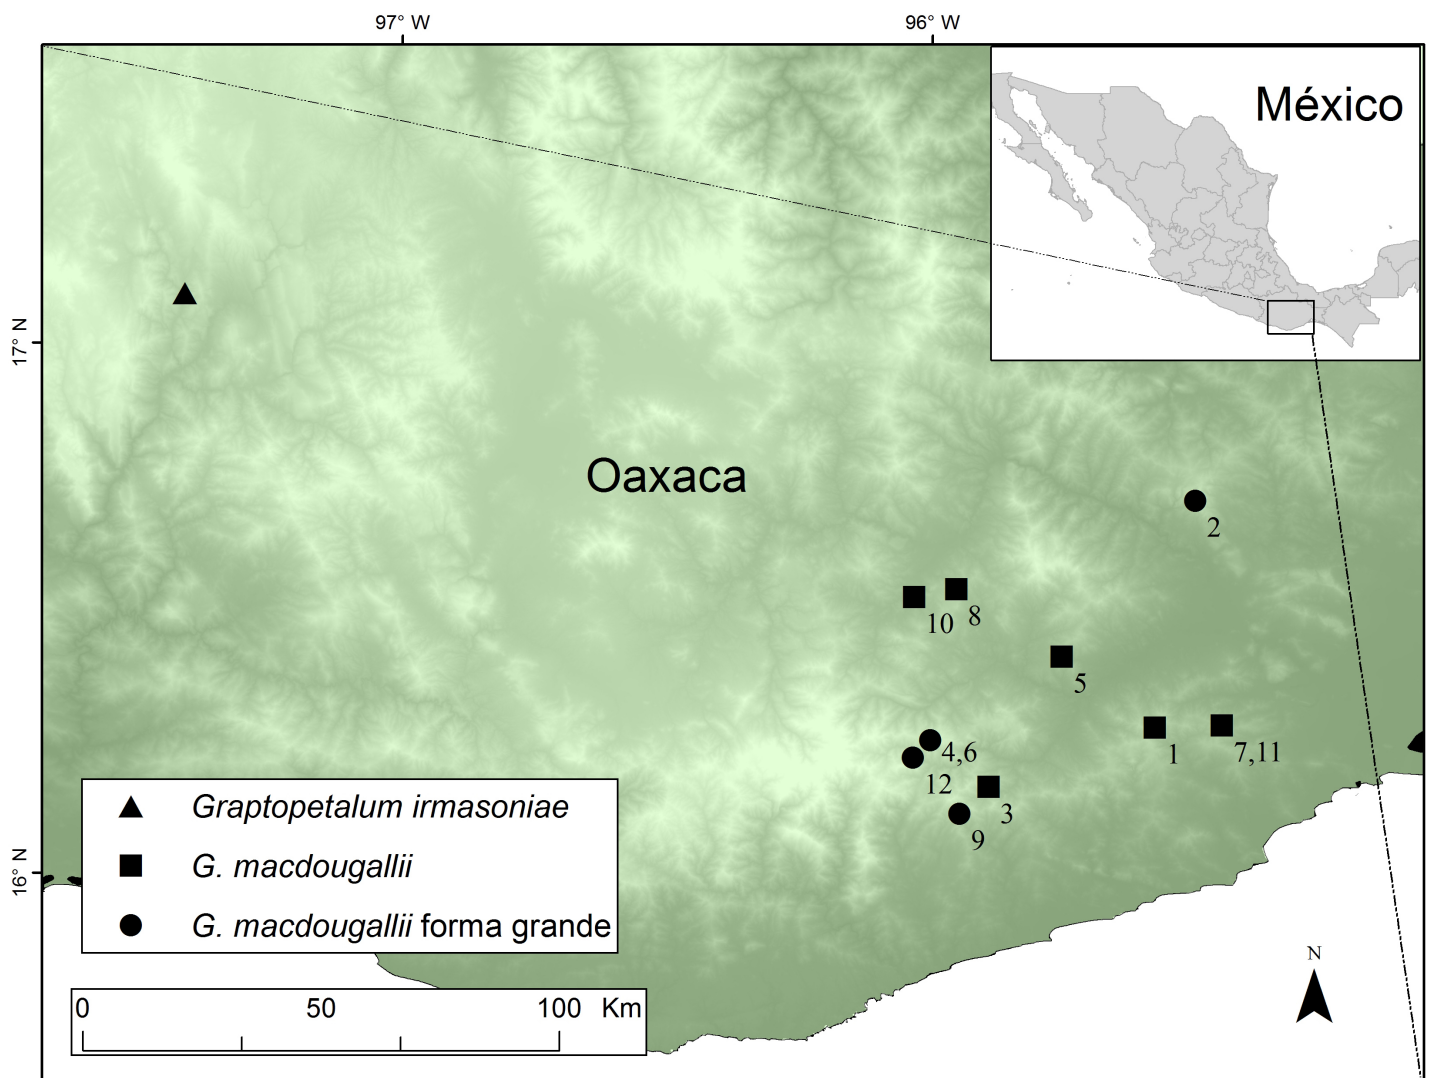 97° W
96° W
México
17° N
Oaxaca
2
10
8
5
4,6
1
7,11
12
3
9
16° N
Graptopetalum irmasoniae
G. macdougallii
G. macdougallii forma grande
N
0 50 100 Km